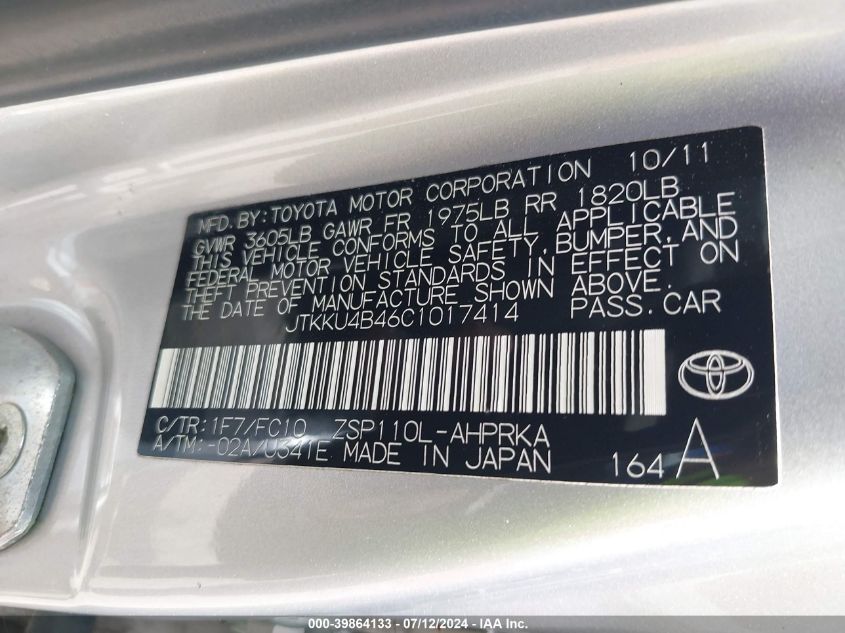 MFD.BY:TOYOTA MOTOR CORPORATION 10/11
GVWR 3605LB GAWR FR 1975LB RR 1820LB
THIS VEHICLE CONFORMS TO ALL APPLICABLE
FEDERAL MOTOR VEHICLE SAFETY,BUMPER,AND
THEFT PREVENTION STANDARDS IN EFFECT ON
THE DATE OF MANUFACTURE SHOWN ABOVE.
JTKKU4B46C1017414 PASS.CAR
C/TR:1F7/FC10 ZSP110L-AHPRKA
A/TM:-02A/U341E MADE IN JAPAN
164 A
000-39864133 - 07/12/2024 - IAA Inc.